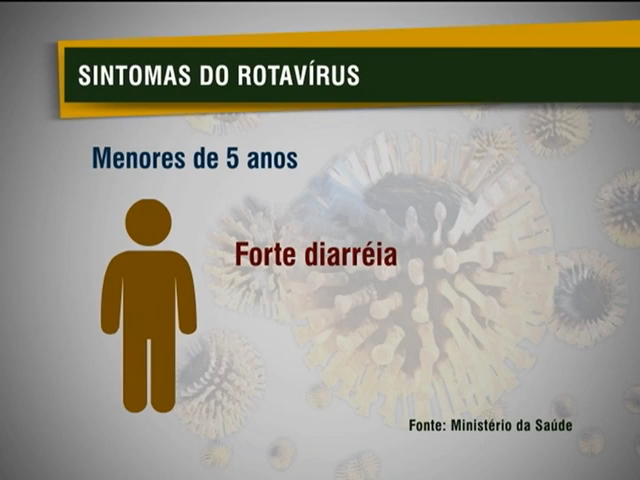 SINTOMAS DO ROTAVÍRUS
Menores de 5 anos
Forte diarréia
Fonte: Ministério da Saúde